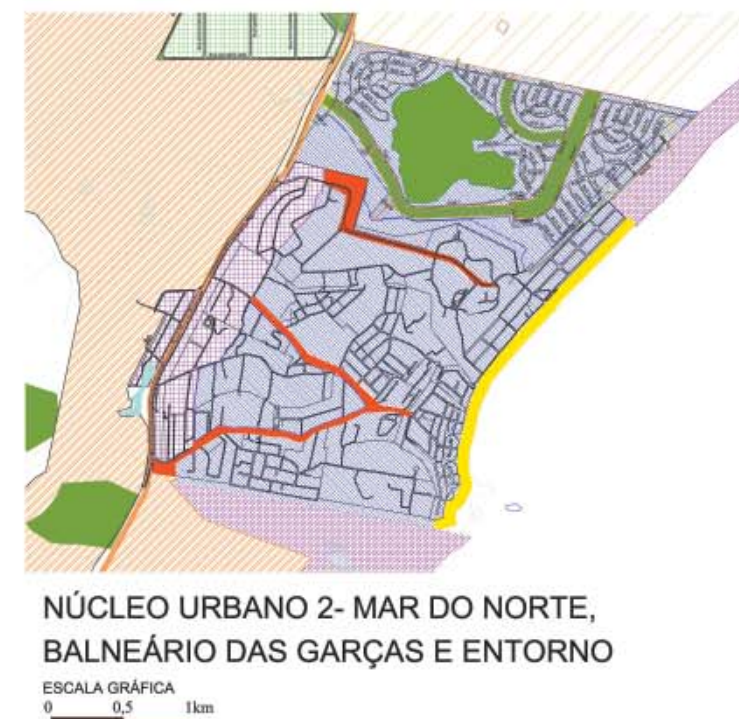 NÚCLEO URBANO 2- MAR DO NORTE,
BALNEÁRIO DAS GARÇAS E ENTORNO
ESCALA GRÁFICA
0 0,5 1km